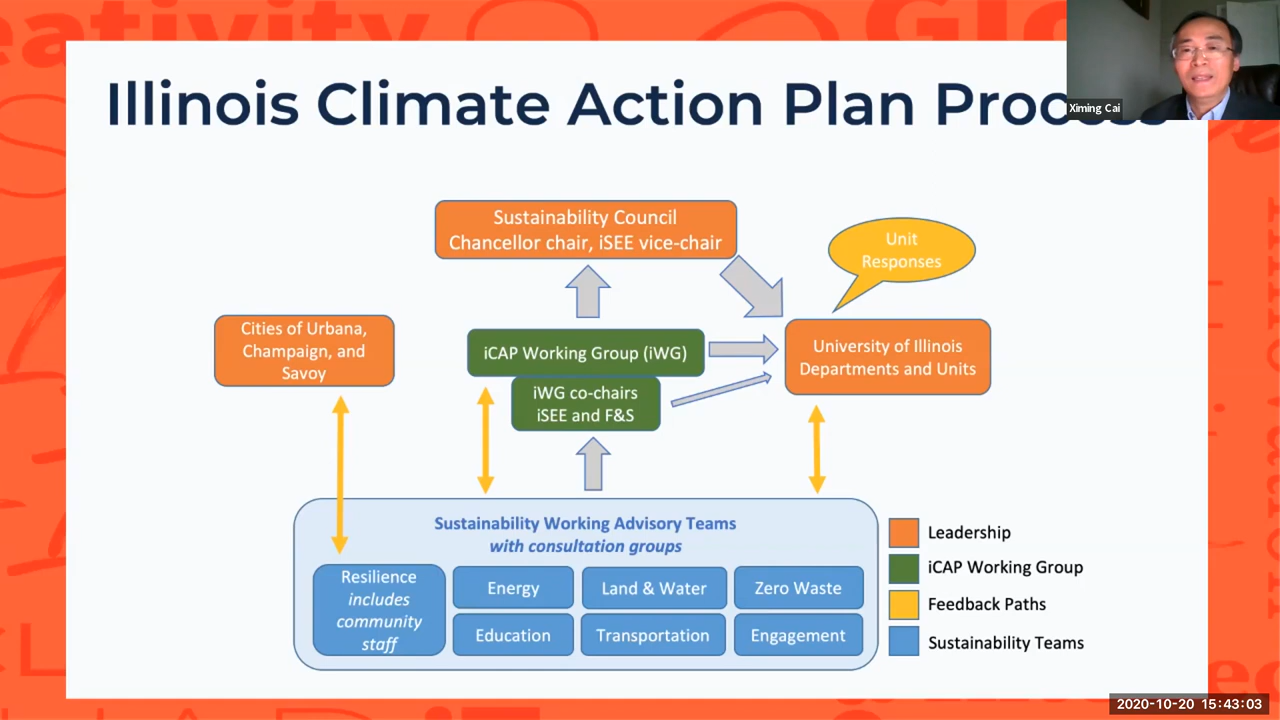 Illinois Climate Action Plan Process
Ximing Cai
Sustainability Council
Chancellor chair, iSEE vice-chair
Unit
Responses
Cities of Urbana,
Champaign, and
Savoy
iCAP Working Group (iWG)
iWG co-chairs
iSEE and F&S
University of Illinois
Departments and Units
Sustainability Working Advisory Teams
with consultation groups
Resilience
includes
community
staff
Energy
Land & Water
Zero Waste
Education
Transportation
Engagement
Leadership
iCAP Working Group
Feedback Paths
Sustainability Teams
2020-10-20 15:43:03